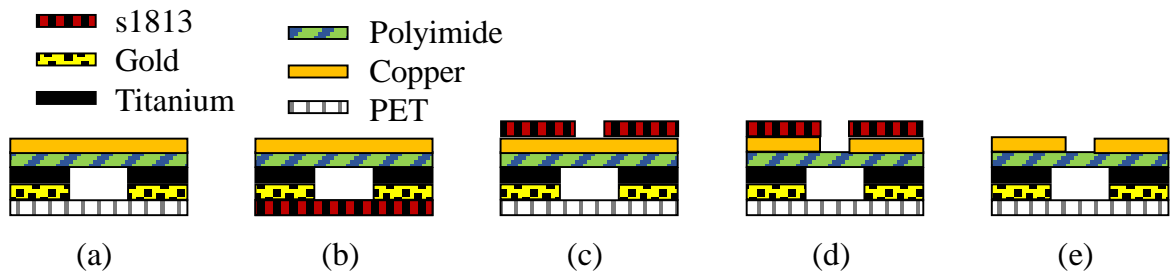 s1813
Gold
Titanium
Polyimide
Copper
PET
(a) (b) (c) (d) (e)